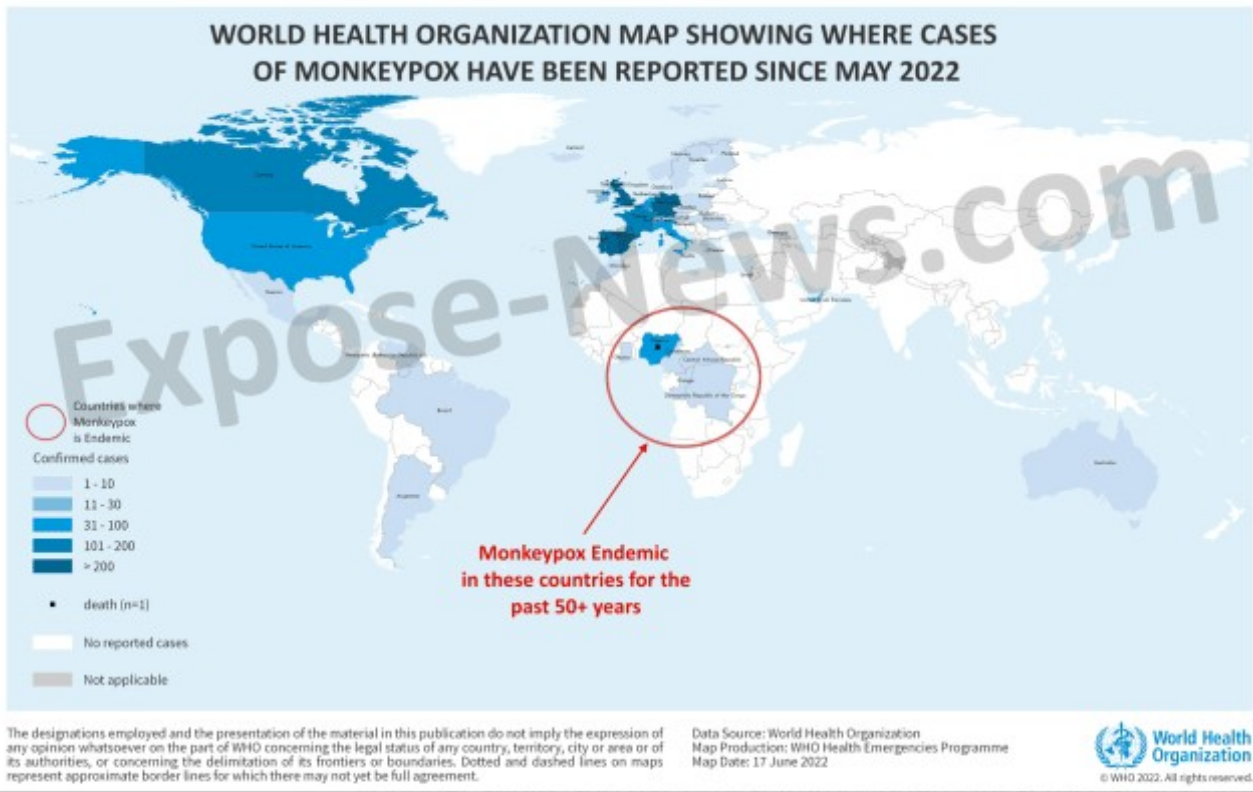 WORLD HEALTH ORGANIZATION MAP SHOWING WHERE CASES
OF MONKEYPOX HAVE BEEN REPORTED SINCE MAY 2022
Expose-News.com
Canada
United States of America
Mexico
Brazil
Argentina
Central African Republic
Congo
Democratic Republic of the Congo
United Arab Emirates
Australia
Countries where
Monkeypox
is Endemic
Confirmed cases
1 - 10
11 - 30
31 - 100
101 - 200
> 200
death (n=1)
No reported cases
Not applicable
Monkeypox Endemic
in these countries for the
past 50+ years
The designations employed and the presentation of the material in this publication do not imply the expression of
any opinion whatsoever on the part of WHO concerning the legal status of any country, territory, city or area or of
its authorities, or concerning the delimitation of its frontiers or boundaries. Dotted and dashed lines on maps
represent approximate border lines for which there may not yet be full agreement.
Data Source: World Health Organization
Map Production: WHO Health Emergencies Programme
Map Date: 17 June 2022
World Health
Organization
© WHO 2022. All rights reserved.